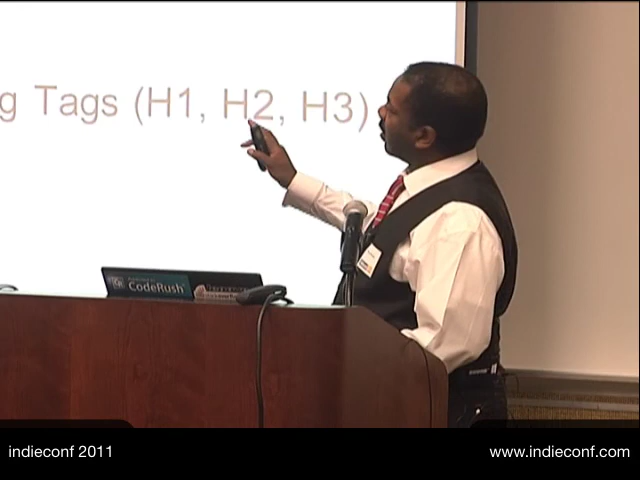 g Tags (H1, H2, H3)
CodeRush
indieconf 2011
www.indieconf.com